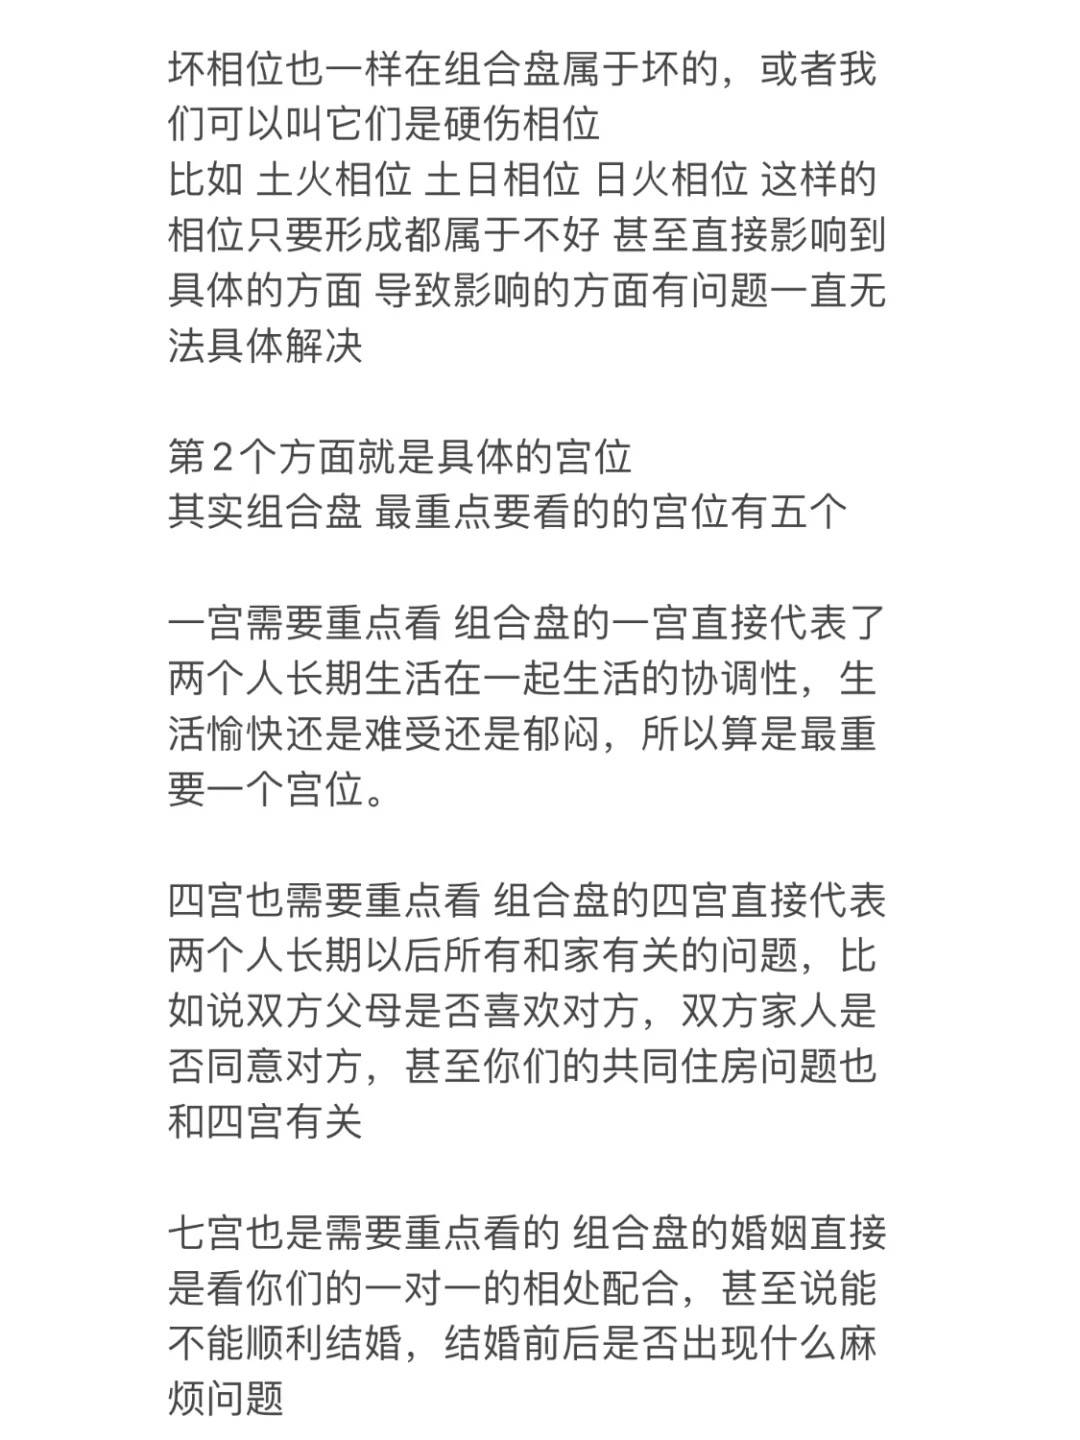 坏相位也一样在组合盘属于坏的，或者我
们可以叫它们是硬伤相位
比如 土火相位 土日相位 日火相位 这样的
相位只要形成都属于不好 甚至直接影响到
具体的方面 导致影响的方面有问题一直无
法具体解决
第2个方面就是具体的宫位
其实组合盘 最重点要看的的宫位有五个
一宫需要重点看 组合盘的一宫直接代表了
两个人长期生活在一起生活的协调性，生
活愉快还是难受还是郁闷，所以算是最重
要一个宫位。
四宫也需要重点看 组合盘的四宫直接代表
两个人长期以后所有和家有关的问题，比
如说双方父母是否喜欢对方，双方家人是
否同意对方，甚至你们的共同住房问题也
和四宫有关
七宫也是需要重点看的 组合盘的婚姻直接
是看你们的一对一的相处配合，甚至说能
不能顺利结婚，结婚前后是否出现什么麻
烦问题